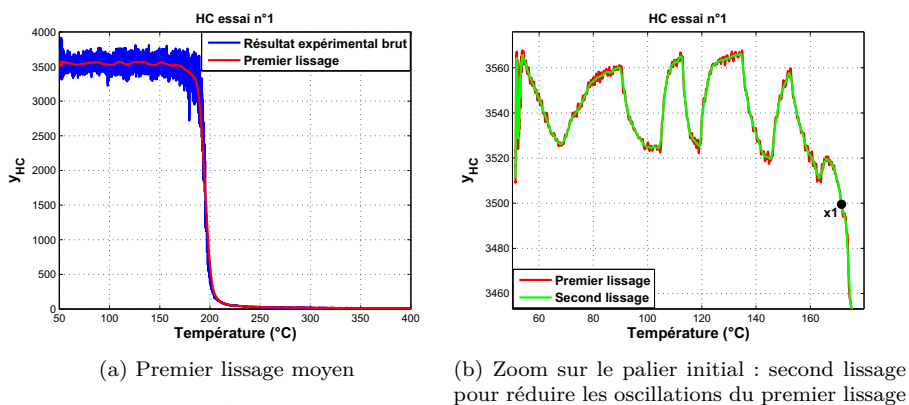 HC essai n°1
4000
3500
3000
2500
2000
1500
1000
500
0
y_HC
50 100 150 200 250 300 350 400
Température (°C)
Résultat expérimental brut
Premier lissage
(a) Premier lissage moyen
HC essai n°1
3560
3540
3520
3500
3480
3460
y_HC
60 80 100 120 140 160
Température (°C)
x1
Premier lissage
Second lissage
(b) Zoom sur le palier initial : second lissage
pour réduire les oscillations du premier lissage